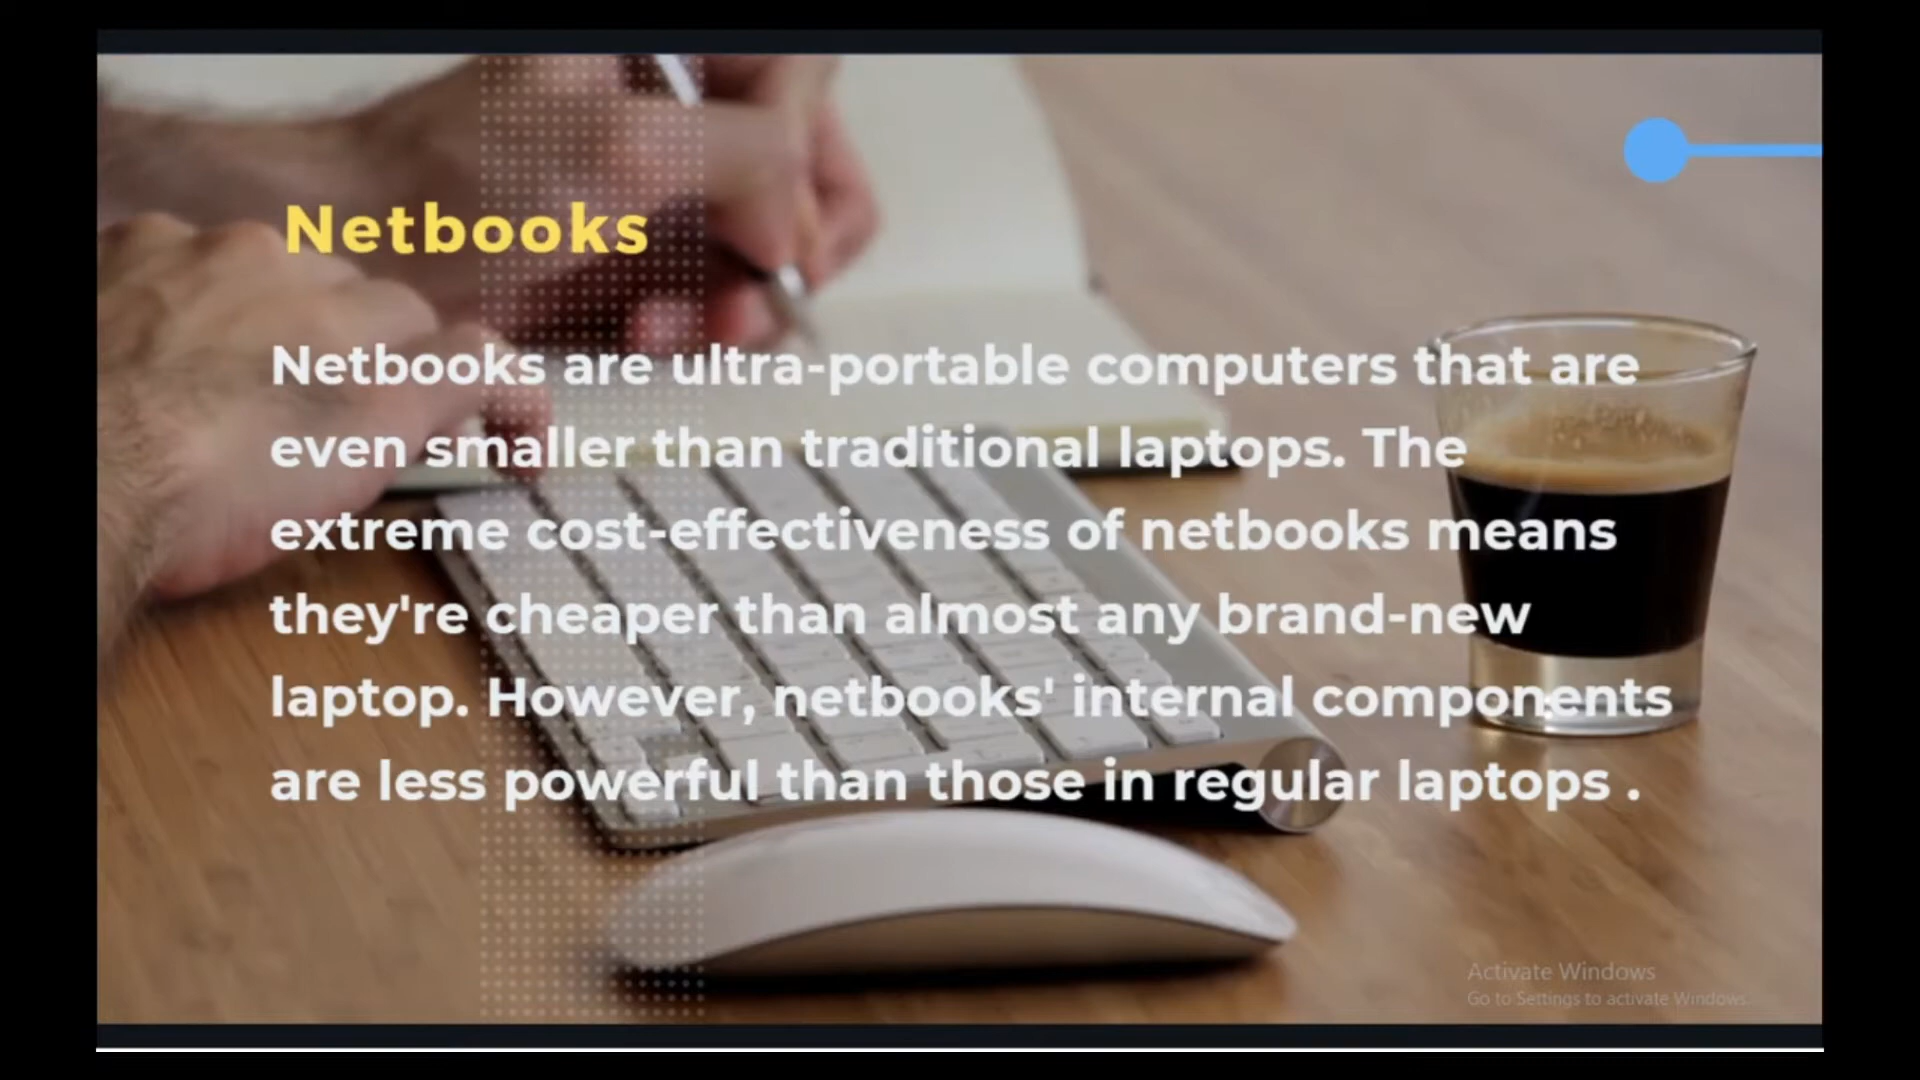 Netbooks
Netbooks are ultra-portable computers that are
even smaller than traditional laptops. The
extreme cost-effectiveness of netbooks means
they're cheaper than almost any brand-new
laptop. However, netbooks' internal components
are less powerful than those in regular laptops .
Activate Windows
Go to Settings to activate Windows.